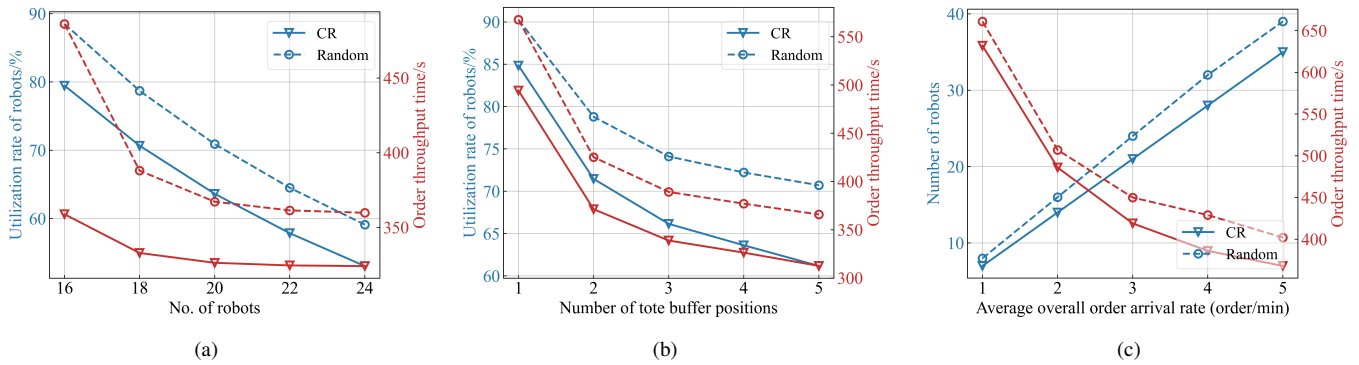 90
80
70
60
Utilization rate of robots/%
CR
Random
450
400
350
Order throughput time/s
16 18 20 22 24
No. of robots
(a)
90
85
80
75
70
65
60
Utilization rate of robots/%
CR
Random
550
500
450
400
350
300
Order throughput time/s
1 2 3 4 5
Number of tote buffer positions
(b)
40
30
20
10
Number of robots
CR
Random
650
600
550
500
450
400
Order throughput time/s
1 2 3 4 5
Average overall order arrival rate (order/min)
(c)